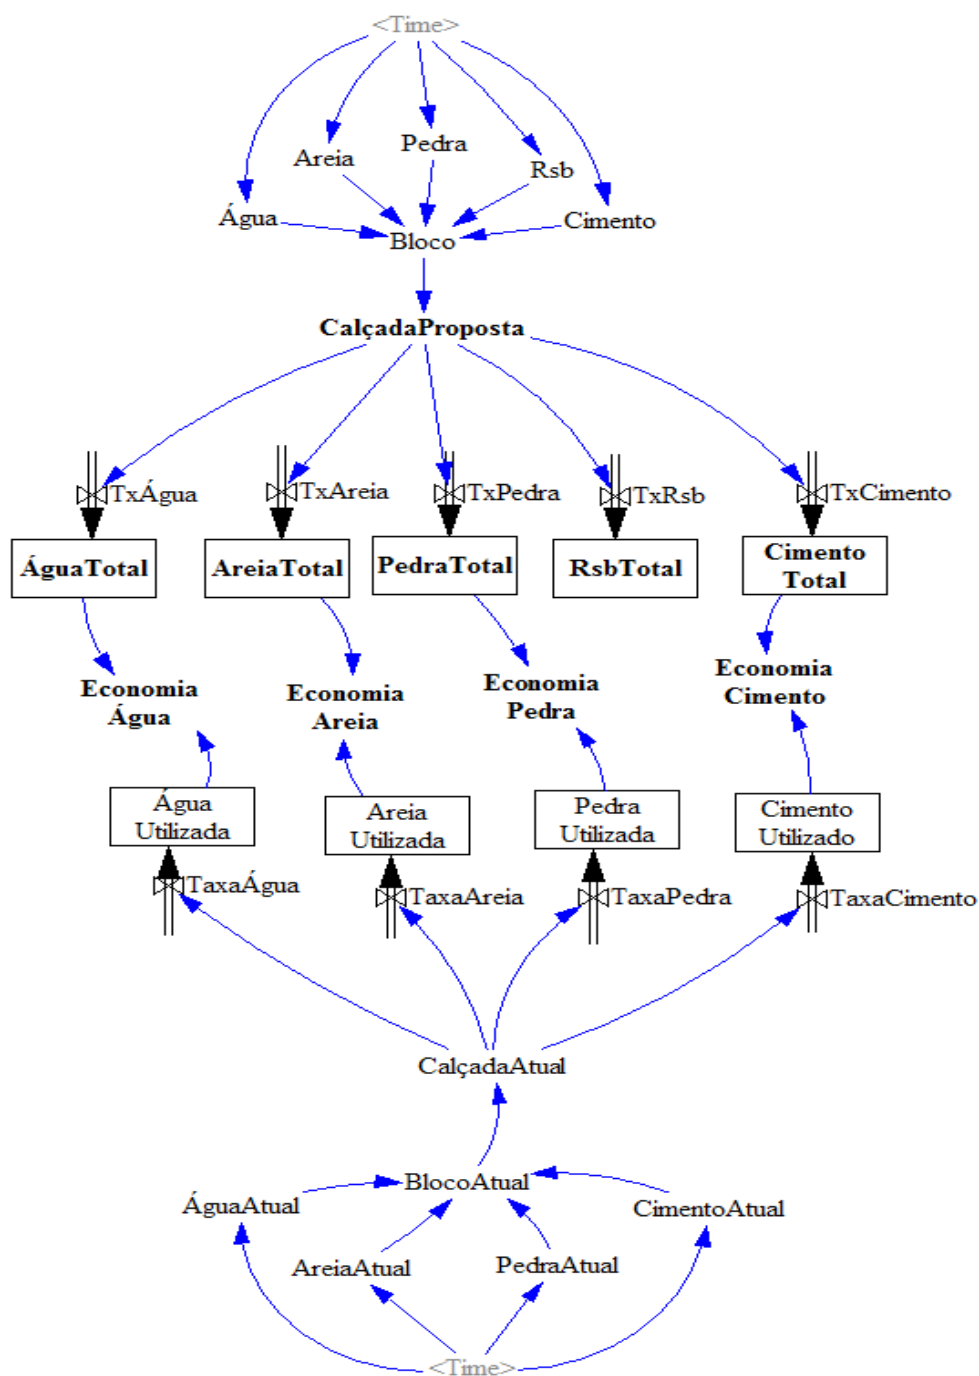 <Time>
Pedra
Areia
Rsb
Água
Cimento
Bloco
CalçadaProposta
TxÁgua
TxAreia
TxPedra
TxRsb
TxCimento
ÁguaTotal
AreiaTotal
PedraTotal
RsbTotal
Cimento
Total
Economia
Água
Economia
Areia
Economia
Pedra
Economia
Cimento
Água
Utilizada
Areia
Utilizada
Pedra
Utilizada
Cimento
Utilizado
TaxaÁgua
TaxaAreia
TaxaPedra
TaxaCimento
CalçadaAtual
BlocoAtual
ÁguaAtual
CimentoAtual
AreiaAtual
PedraAtual
<Time>